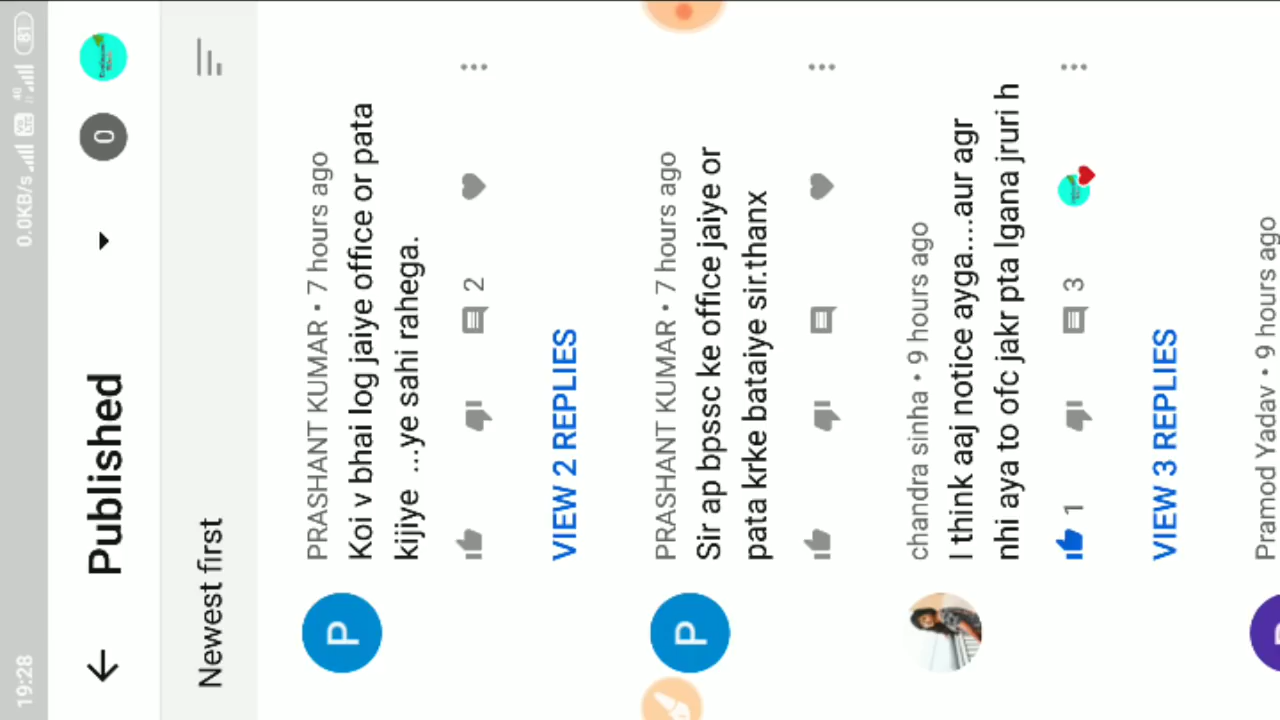 19:28
0.0KB/s
4G
81
Published
0
Newest first
P
PRASHANT KUMAR • 7 hours ago
Koi v bhai log jaiye office or pata
kijiye ...ye sahi rahega.
2
VIEW 2 REPLIES
P
PRASHANT KUMAR • 7 hours ago
Sir ap bpssc ke office jaiye or
pata krke bataiye sir.thanx
chandra sinha • 9 hours ago
I think aaj notice ayga....aur agr
nhi aya to ofc jakr pta lgana jruri h
1
3
VIEW 3 REPLIES
Pramod Yadav • 9 hours ago